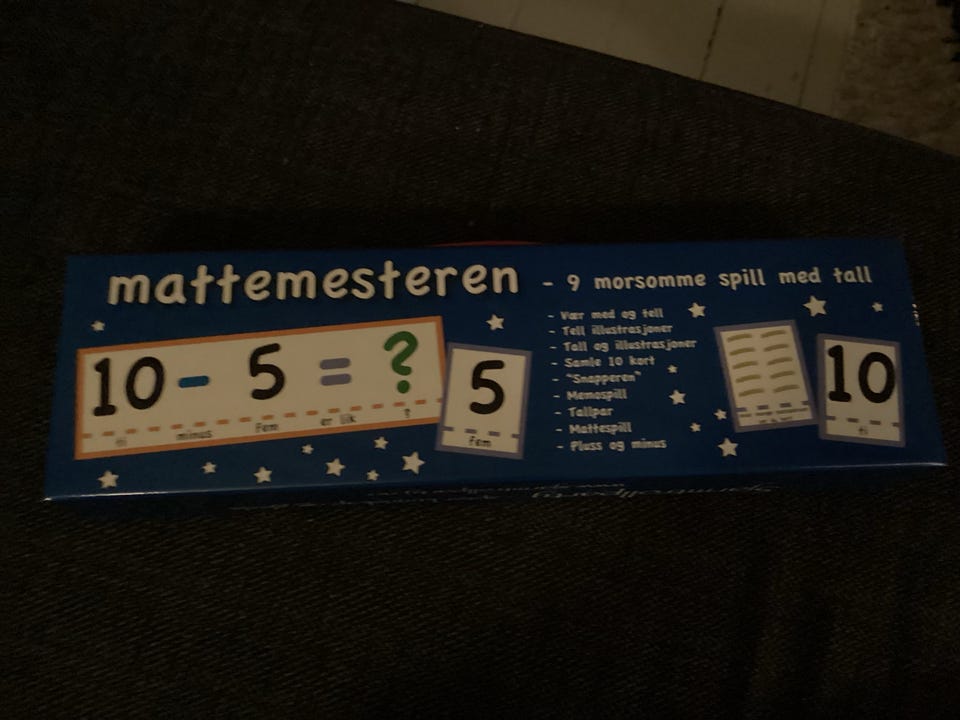 mattemesteren - 9 morsomme spill med tall
10 - 5 = ?
ti minus fem er lik ?
5
fem
- Vær med og tell
- Tell illustrasjoner
- Tall og illustrasjoner
- Samle 10 kort
- "Snapperen"
- Memospill
- Tallpar
- Mattespill
- Pluss og minus
10
ti